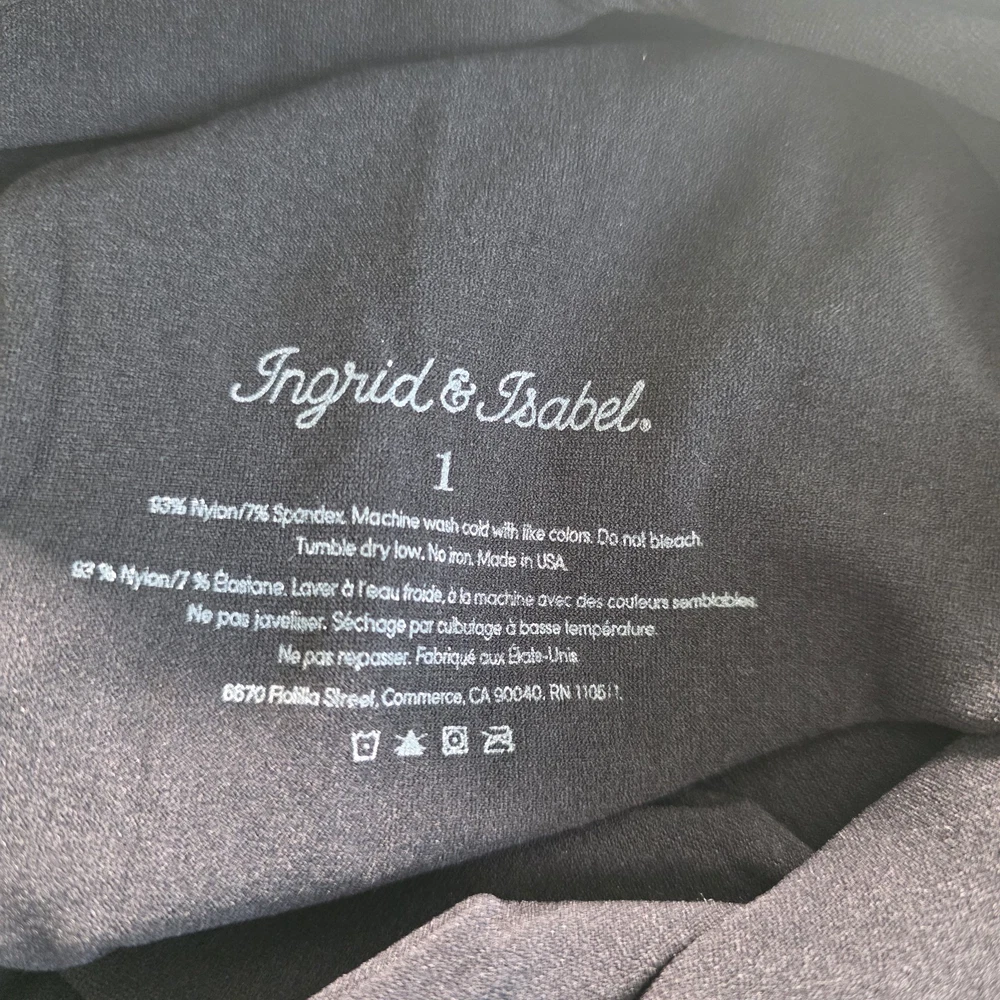 Ingrid & Isabel®
1
93% Nylon/7% Spandex. Machine wash cold with like colors. Do not bleach.
Tumble dry low. No iron. Made in USA.
93 % Nylon/7 % Élastane. Laver à l'eau froide, à la machine avec des couleurs semblables.
Ne pas javeliser. Séchage par culbutage à basse température.
Ne pas repasser. Fabriqué aux États-Unis
6670 Flotilla Street, Commerce, CA 90040. RN